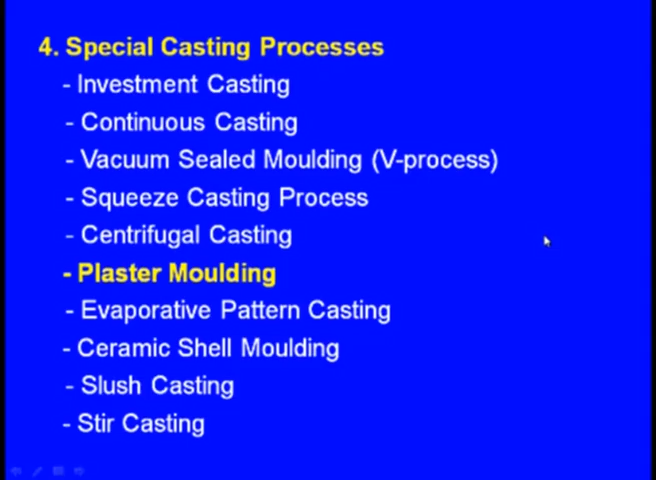 4. Special Casting Processes
- Investment Casting
- Continuous Casting
- Vacuum Sealed Moulding (V-process)
- Squeeze Casting Process
- Centrifugal Casting
- Plaster Moulding
- Evaporative Pattern Casting
- Ceramic Shell Moulding
- Slush Casting
- Stir Casting